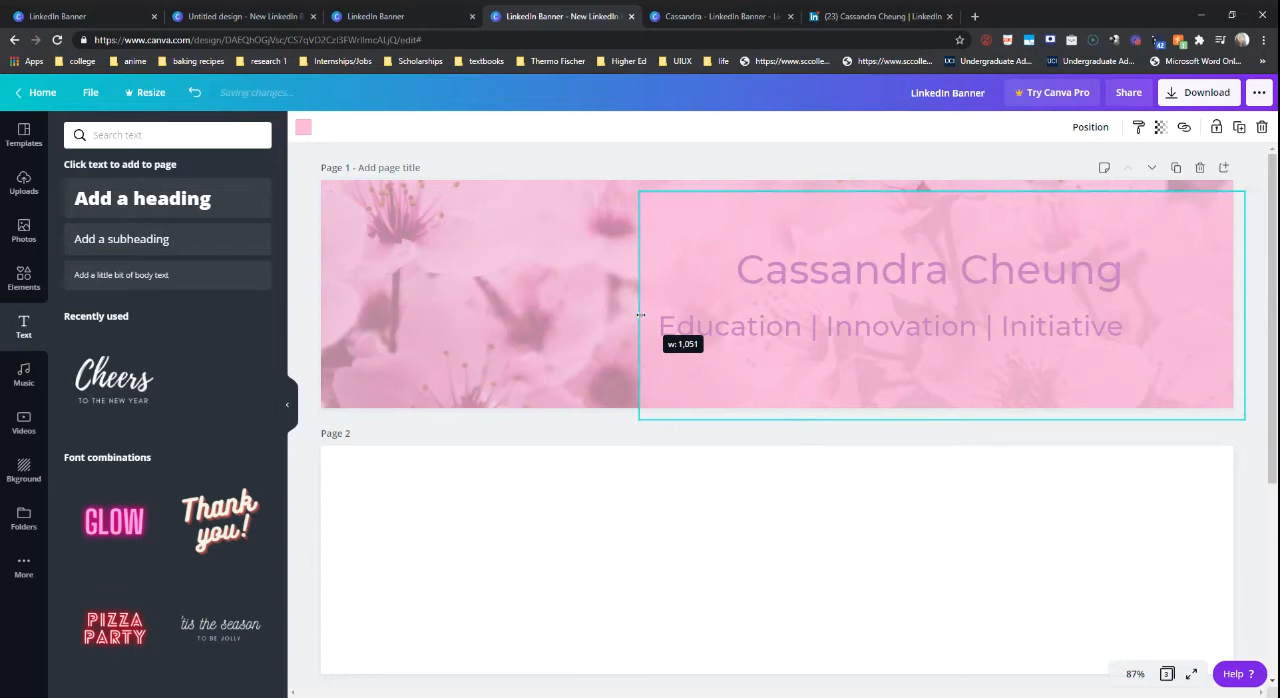 LinkedIn Banner
Untitled design - New LinkedIn B
LinkedIn Banner
LinkedIn Banner - New LinkedIn
Cassandra - LinkedIn Banner - Li
(23) Cassandra Cheung | LinkedIn
https://www.canva.com/design/DAEQhOGjVsc/CS7qVD2CzI3FWrIImcALjQ/edit#
Apps college anime baking recipes research 1 Internships/Jobs Scholarships textbooks Thermo Fischer Higher Ed UIUX life https://www.sccolle... https://www.sccolle... Undergraduate Ad... Undergraduate Ad... Microsoft Word Onl...
Home File Resize Saving changes... LinkedIn Banner Try Canva Pro Share Download
Templates
Uploads
Photos
Elements
Text
Music
Videos
Bkground
Folders
More
Search text
Click text to add to page
Add a heading
Add a subheading
Add a little bit of body text
Recently used
Cheers
TO THE NEW YEAR
Font combinations
GLOW
Thank you!
PIZZA
PARTY
'tis the season
TO BE JOLLY
Position
Page 1 - Add page title
Cassandra Cheung
Education | Innovation | Initiative
w: 1,051
Page 2
87%
3
Help ?